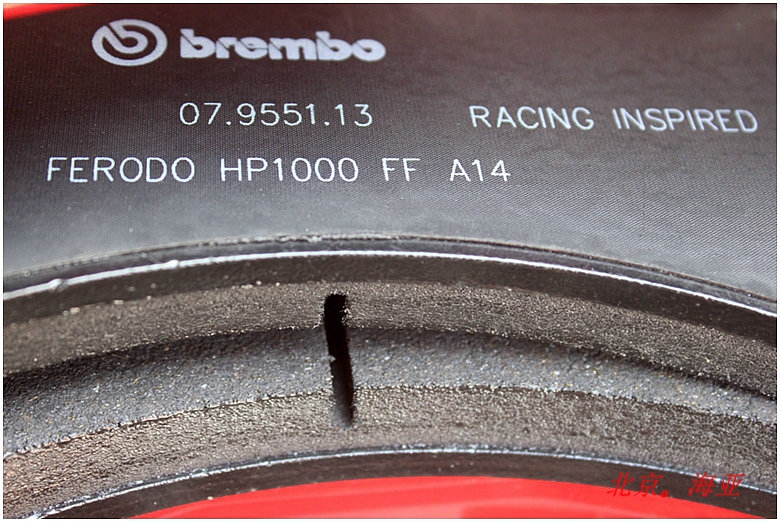 brembo
07.9551.13 RACING INSPIRED
FERODO HP1000 FF A14
北京。海亚